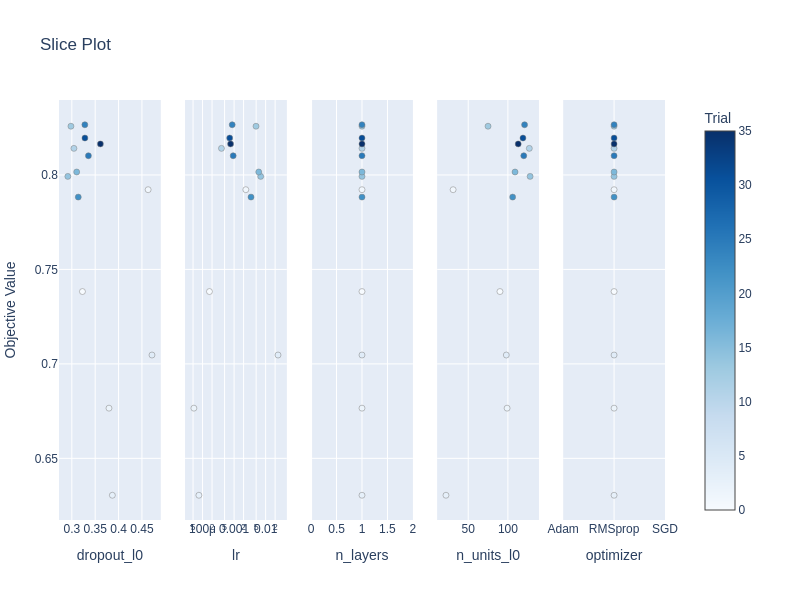 Slice Plot
Trial
Objective Value
0.8
0.75
0.7
0.65
35
30
25
20
15
10
5
0
0.3 0.35 0.4 0.45
0 0.5 1 1.5 2
50 100
Adam RMSprop SGD
dropout_l0
lr
n_layers
n_units_l0
optimizer